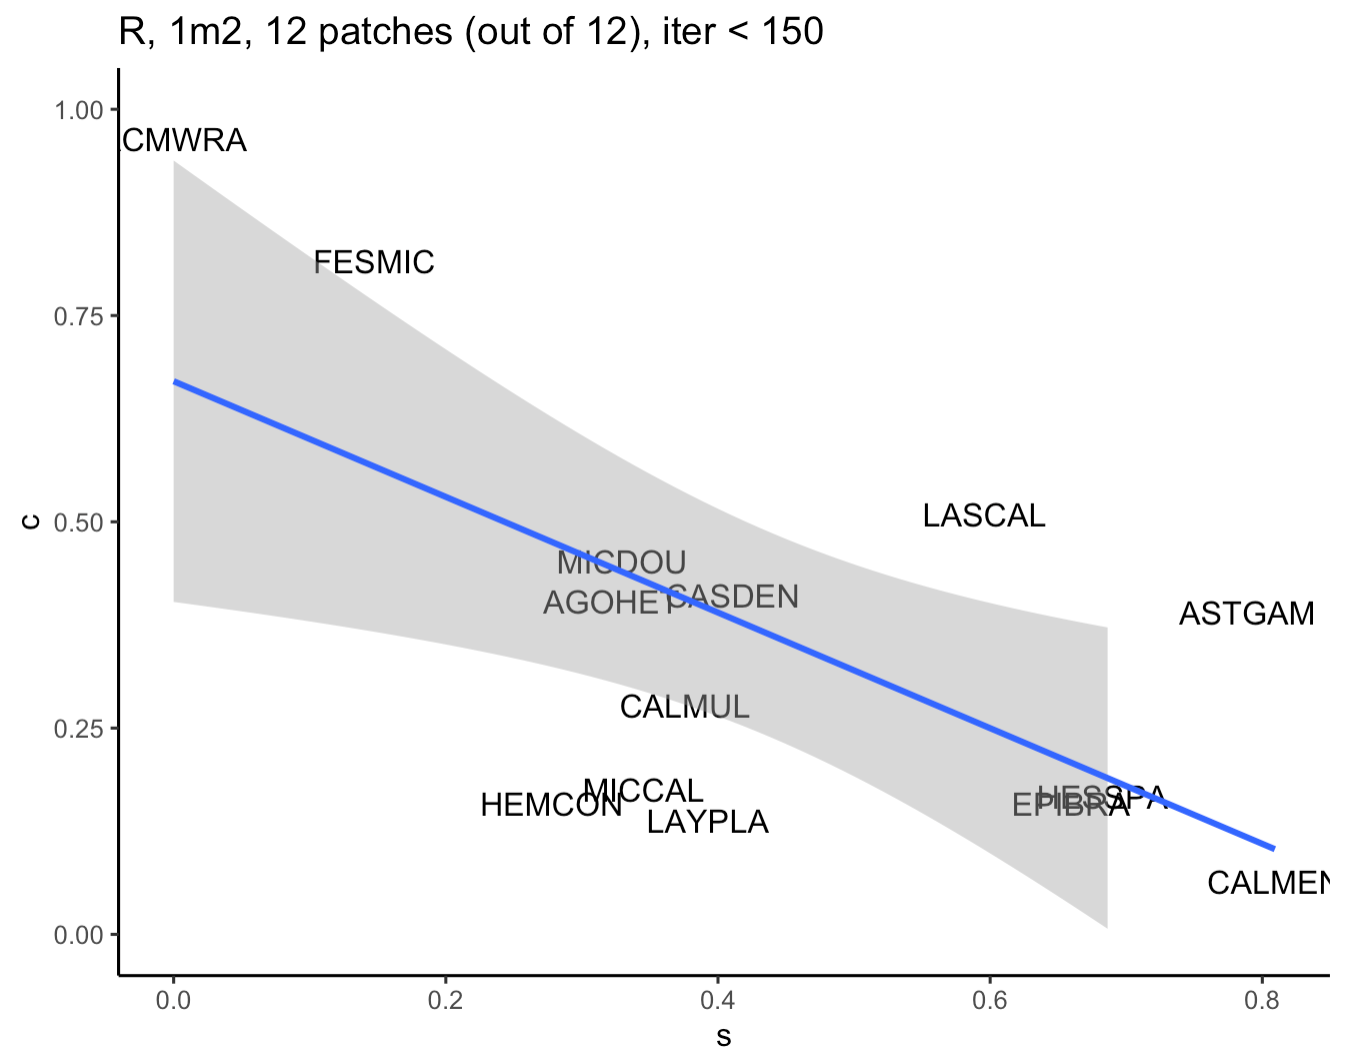 R, 1m2, 12 patches (out of 12), iter < 150
1.00
CMWRA
FESMIC
0.75
c
0.50
LASCAL
MICDOU
AGOHET
CASDEN
ASTGAM
CALMUL
0.25
MICCAL
HEMCON
LAYPLA
HESSPA
EPIBRA
CALMEN
0.00
0.0 0.2 0.4 0.6 0.8
s